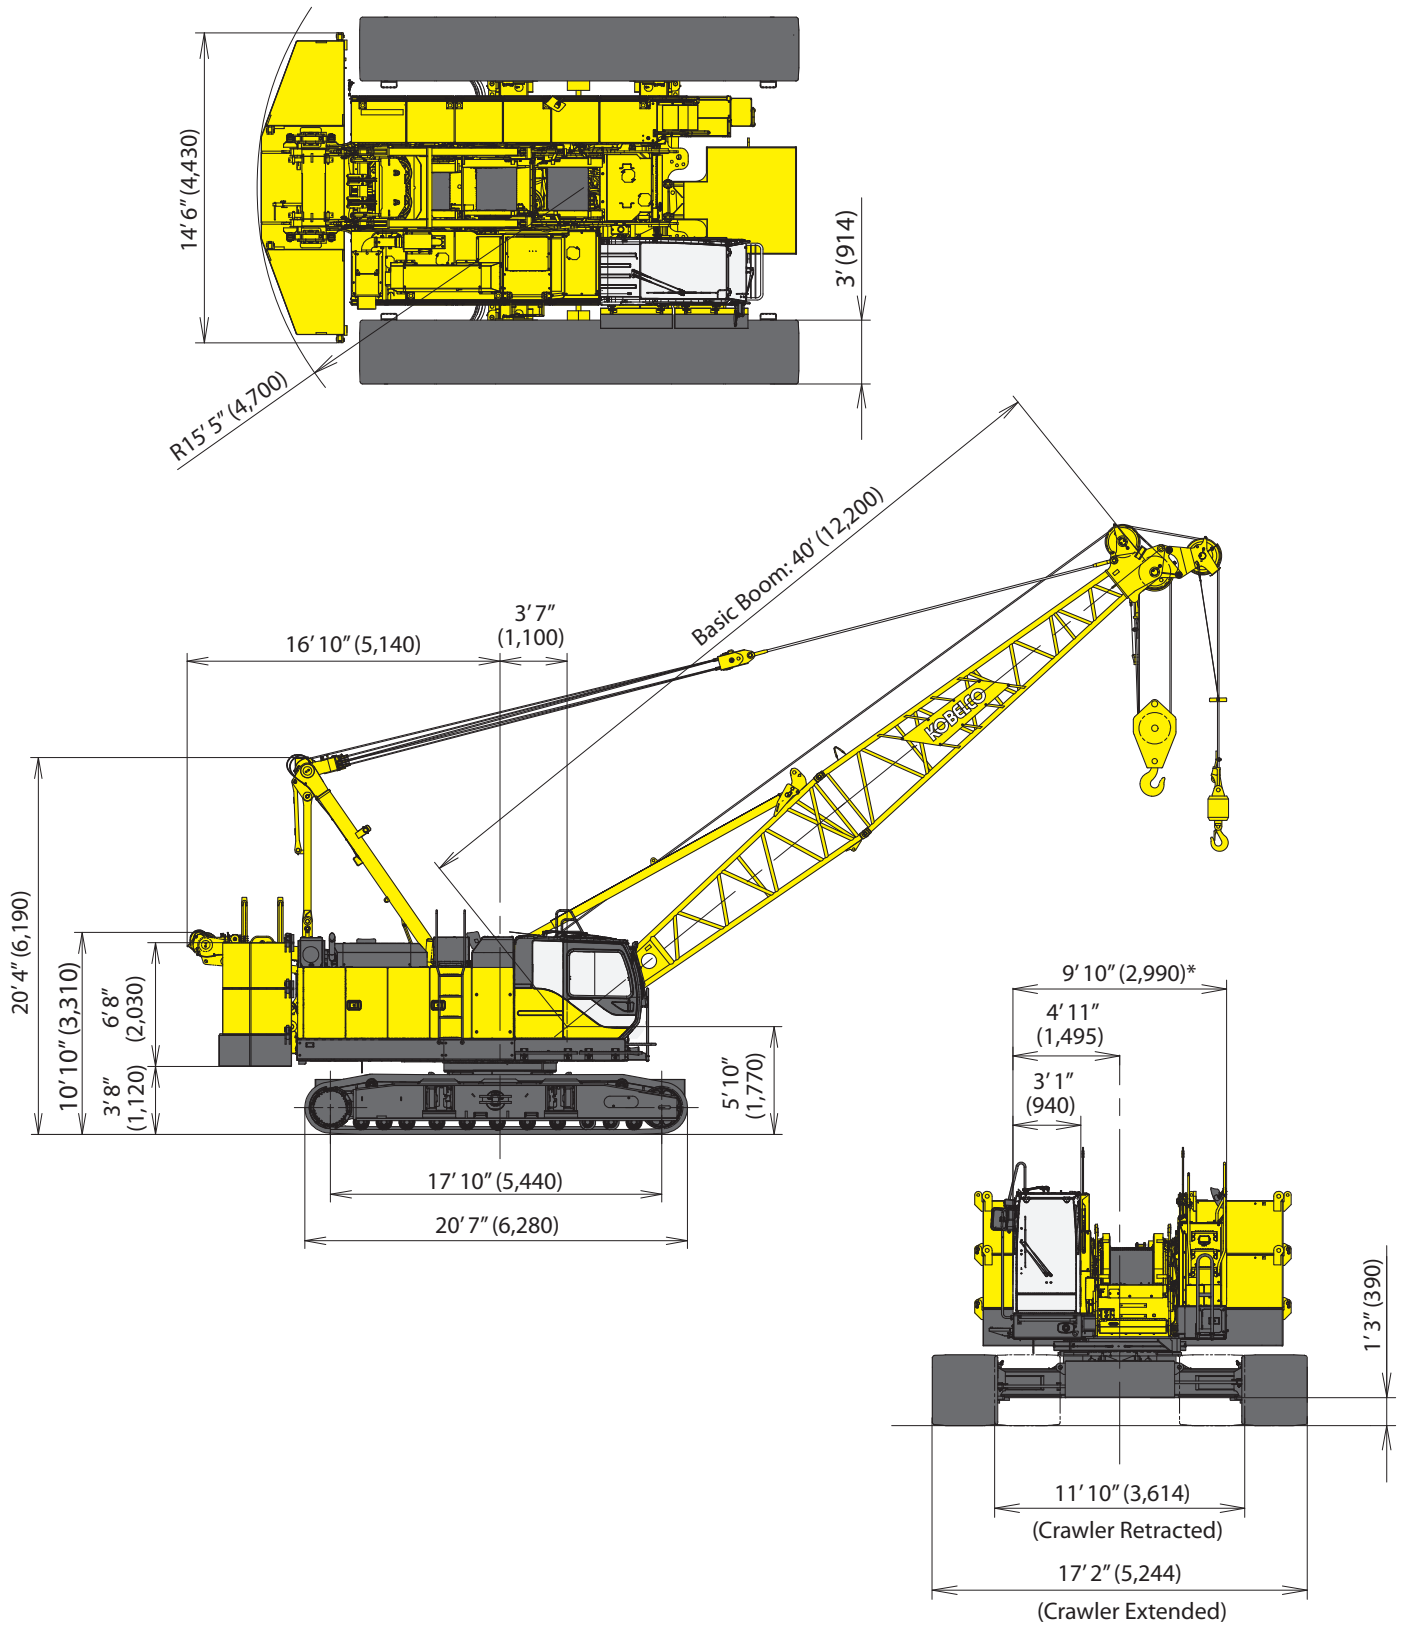 14′ 6″ (4,430)
3′ (914)
R15′ 5″ (4,700)
Basic Boom: 40′ (12,200)
3′ 7″
(1,100)
16′ 10″ (5,140)
KOBELCO
20′ 4″ (6,190)
10′ 10″ (3,310)
6′ 8″
(2,030)
3′ 8″
(1,120)
5′ 10″
(1,770)
17′ 10″ (5,440)
20′ 7″ (6,280)
9′ 10″ (2,990)*
4′ 11″
(1,495)
3′ 1″
(940)
1′ 3″ (390)
11′ 10″ (3,614)
(Crawler Retracted)
17′ 2″ (5,244)
(Crawler Extended)